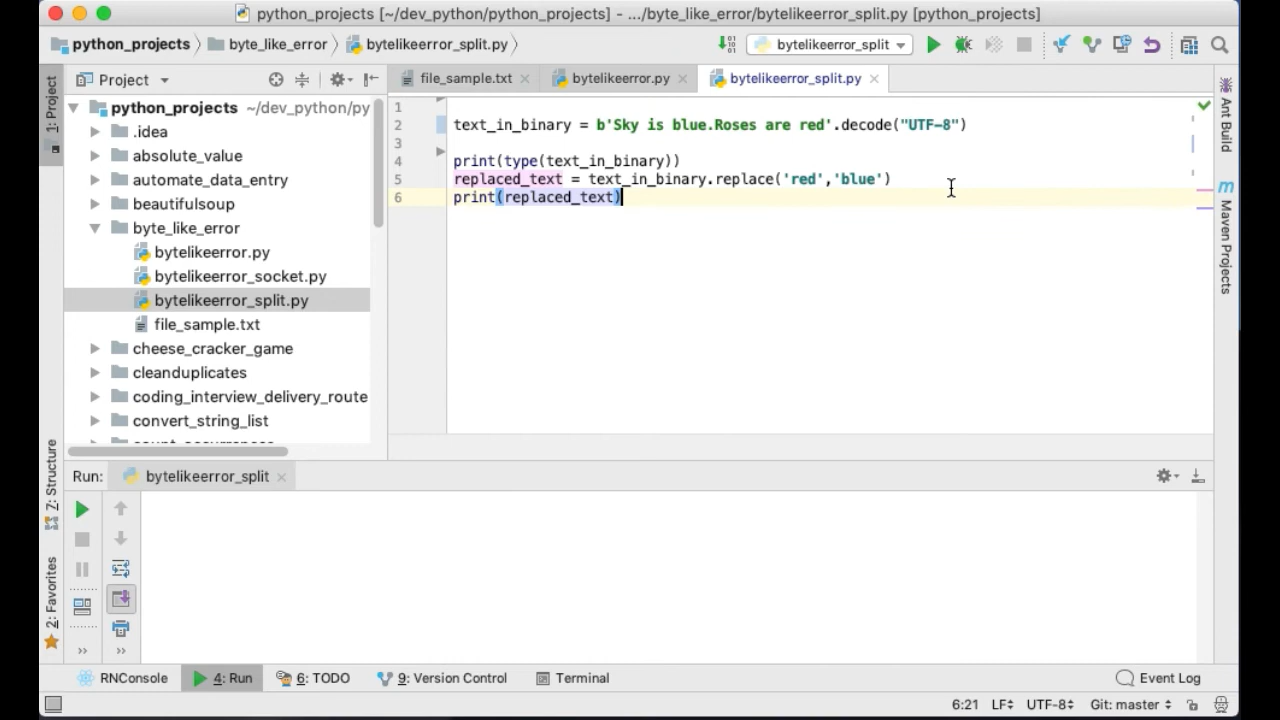 python_projects [~/dev_python/python_projects] - .../byte_like_error/bytelikeerror_split.py [python_projects]
python_projects byte_like_error bytelikeerror_split.py bytelikeerror_split
Project file_sample.txt bytelikeerror.py bytelikeerror_split.py
1: Project
python_projects ~/dev_python/py
.idea
absolute_value
automate_data_entry
beautifulsoup
byte_like_error
bytelikeerror.py
bytelikeerror_socket.py
bytelikeerror_split.py
file_sample.txt
cheese_cracker_game
cleanduplicates
coding_interview_delivery_route
convert_string_list
count_occurrences
1
2 text_in_binary = b'Sky is blue.Roses are red'.decode("UTF-8")
3
4 print(type(text_in_binary))
5 replaced_text = text_in_binary.replace('red','blue')
6 print(replaced_text)
Ant Build
Maven Projects
Run: bytelikeerror_split
Z: Structure
2: Favorites
RNConsole 4: Run 6: TODO 9: Version Control Terminal Event Log
6:21 LF UTF-8 Git: master